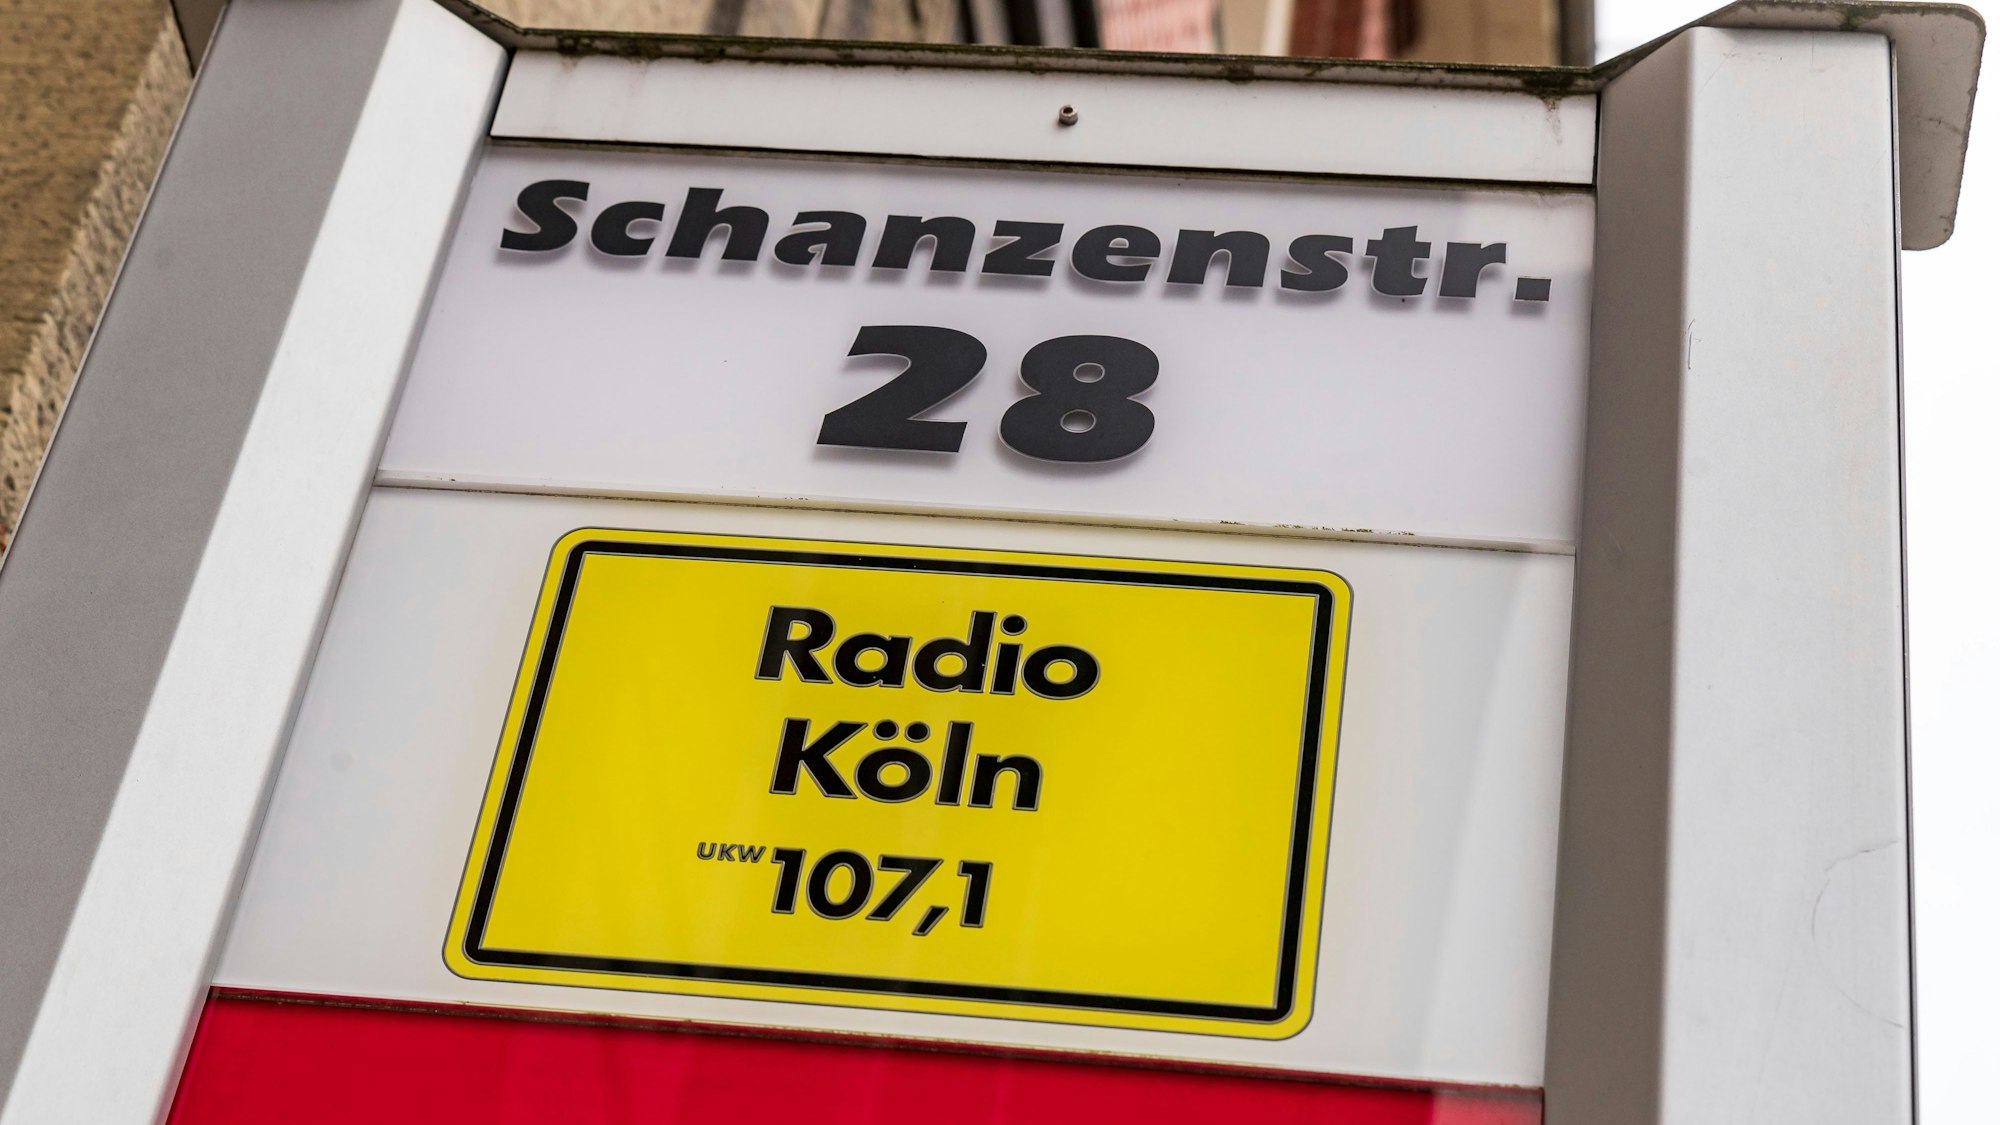 Schanzenstr.
28
Radio
Köln
UKW 107,1